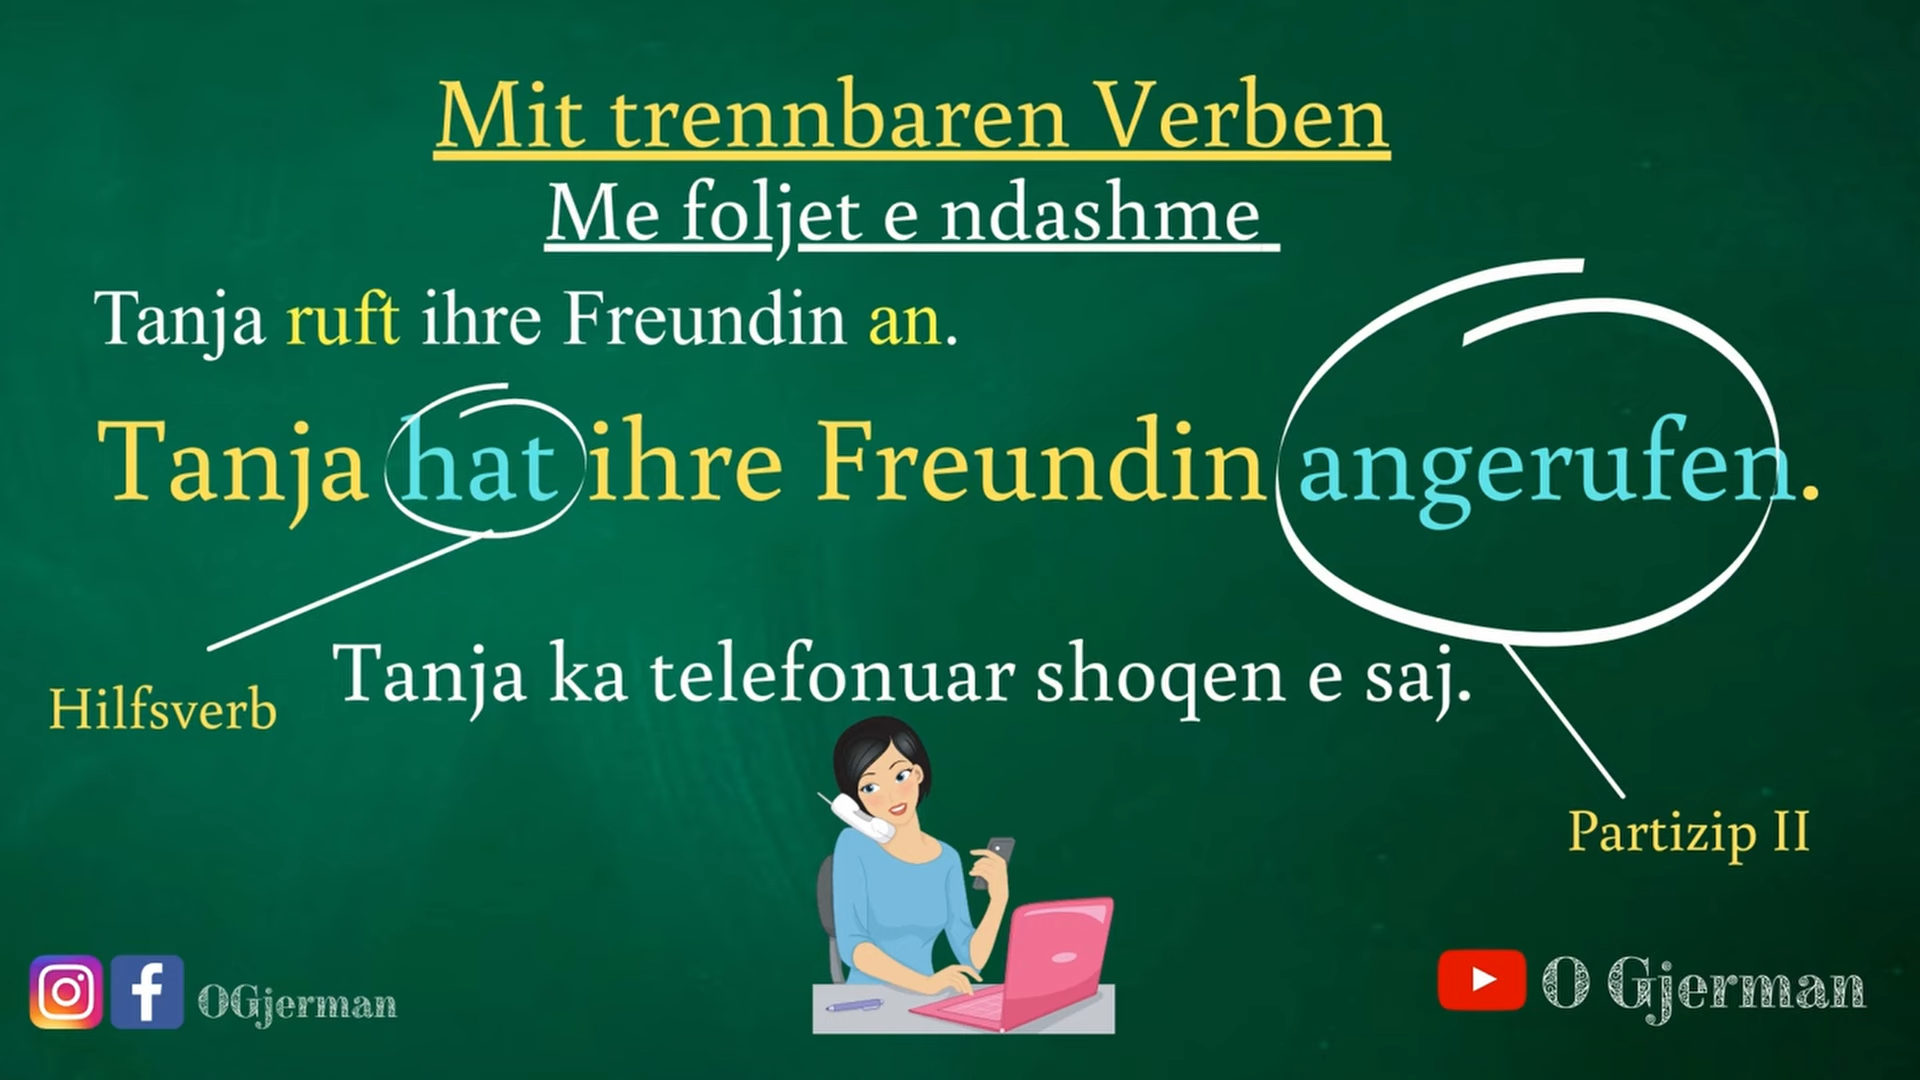 Mit trennbaren Verben
Me foljet e ndashme
Tanja ruft ihre Freundin an.
Tanja hat ihre Freundin angerufen.
Hilfsverb
Tanja ka telefonuar shoqen e saj.
Partizip II
OGjerman
O Gjerman